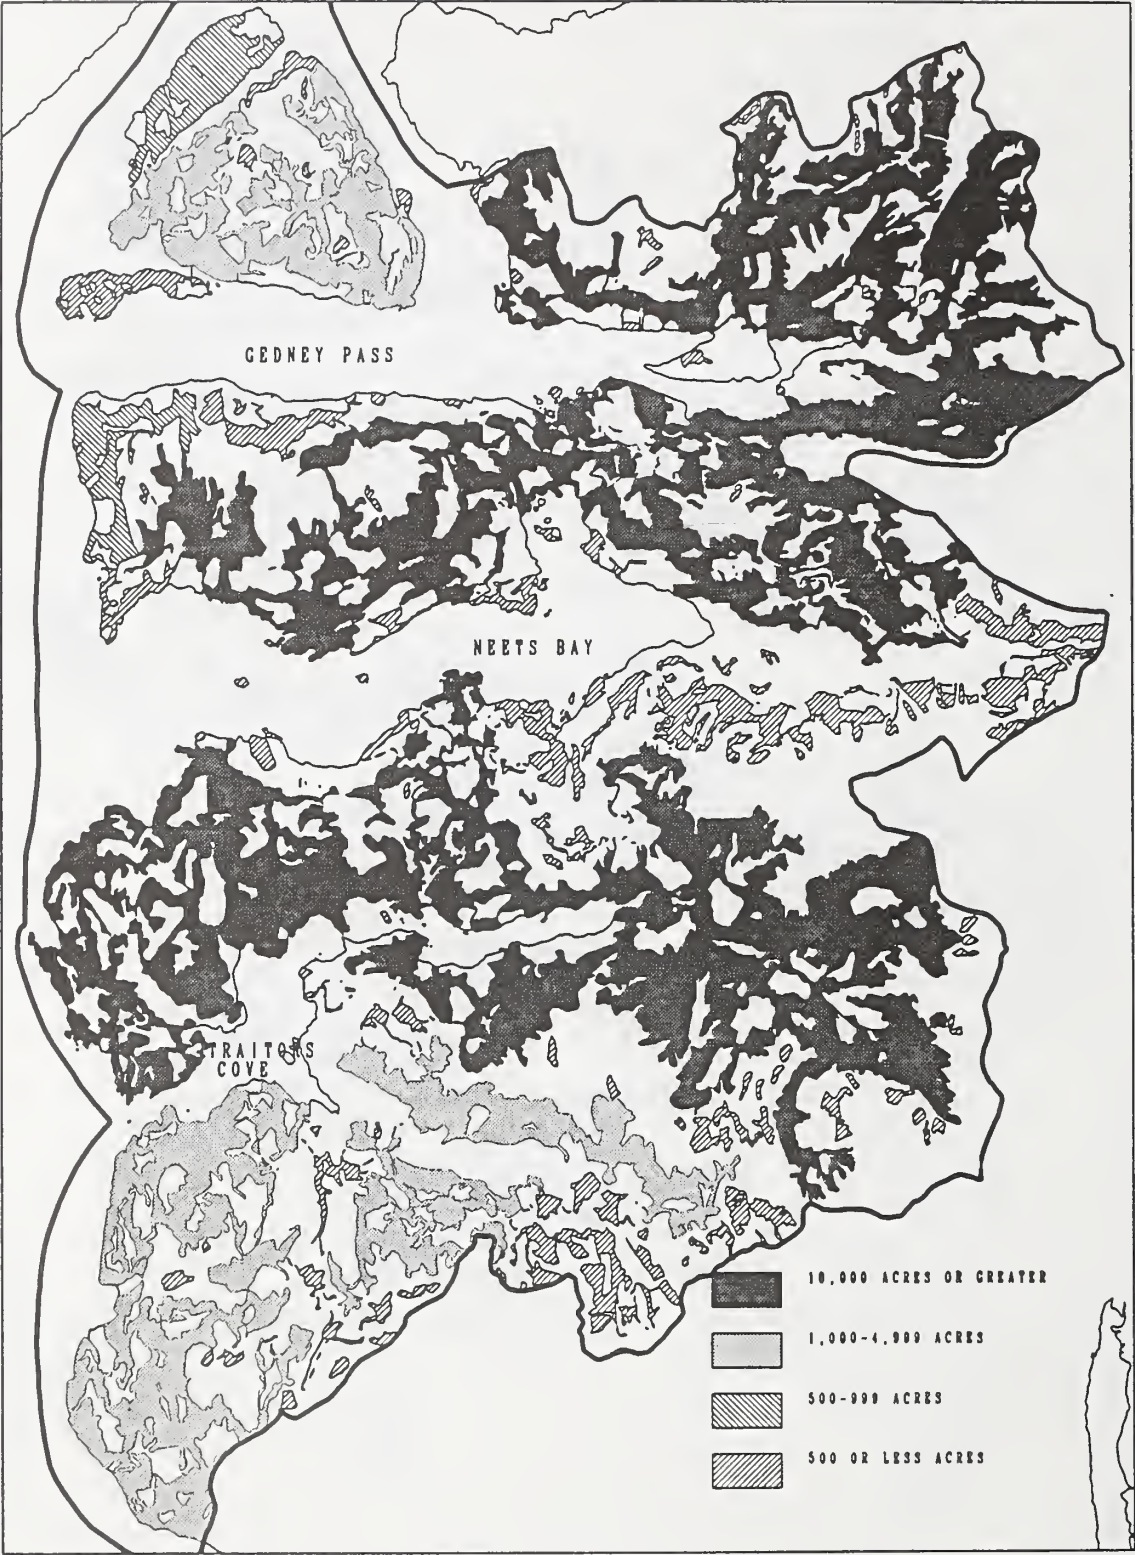 GEDNEY PASS
NEETS BAY
TRAITORS
COVE
10,000 ACRES OR GREATER
1,000-4,999 ACRES
500-999 ACRES
500 OR LESS ACRES